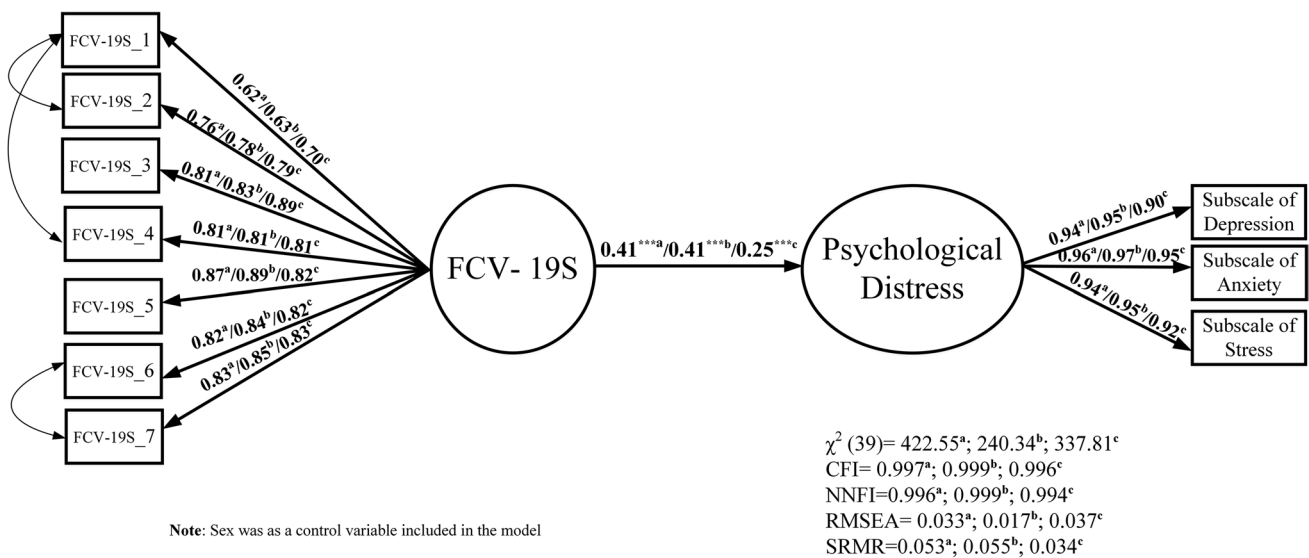 FCV-19S_1
FCV-19S_2
FCV-19S_3
FCV-19S_4
FCV-19S_5
FCV-19S_6
FCV-19S_7
0.62ᵃ/0.63ᵇ/0.70ᶜ
0.76ᵃ/0.78ᵇ/0.79ᶜ
0.81ᵃ/0.83ᵇ/0.89ᶜ
0.81ᵃ/0.81ᵇ/0.81ᶜ
0.87ᵃ/0.89ᵇ/0.82ᶜ
0.82ᵃ/0.84ᵇ/0.82ᶜ
0.83ᵃ/0.85ᵇ/0.83ᶜ
FCV- 19S
0.41***ᵃ/0.41***ᵇ/0.25***ᶜ
Psychological
Distress
0.94ᵃ/0.95ᵇ/0.90ᶜ
0.96ᵃ/0.97ᵇ/0.95ᶜ
0.94ᵃ/0.95ᵇ/0.92ᶜ
Subscale of
Depression
Subscale of
Anxiety
Subscale of
Stress
χ² (39)= 422.55ᵃ; 240.34ᵇ; 337.81ᶜ
CFI= 0.997ᵃ; 0.999ᵇ; 0.996ᶜ
NNFI=0.996ᵃ; 0.999ᵇ; 0.994ᶜ
RMSEA= 0.033ᵃ; 0.017ᵇ; 0.037ᶜ
SRMR=0.053ᵃ; 0.055ᵇ; 0.034ᶜ
Note: Sex was as a control variable included in the model